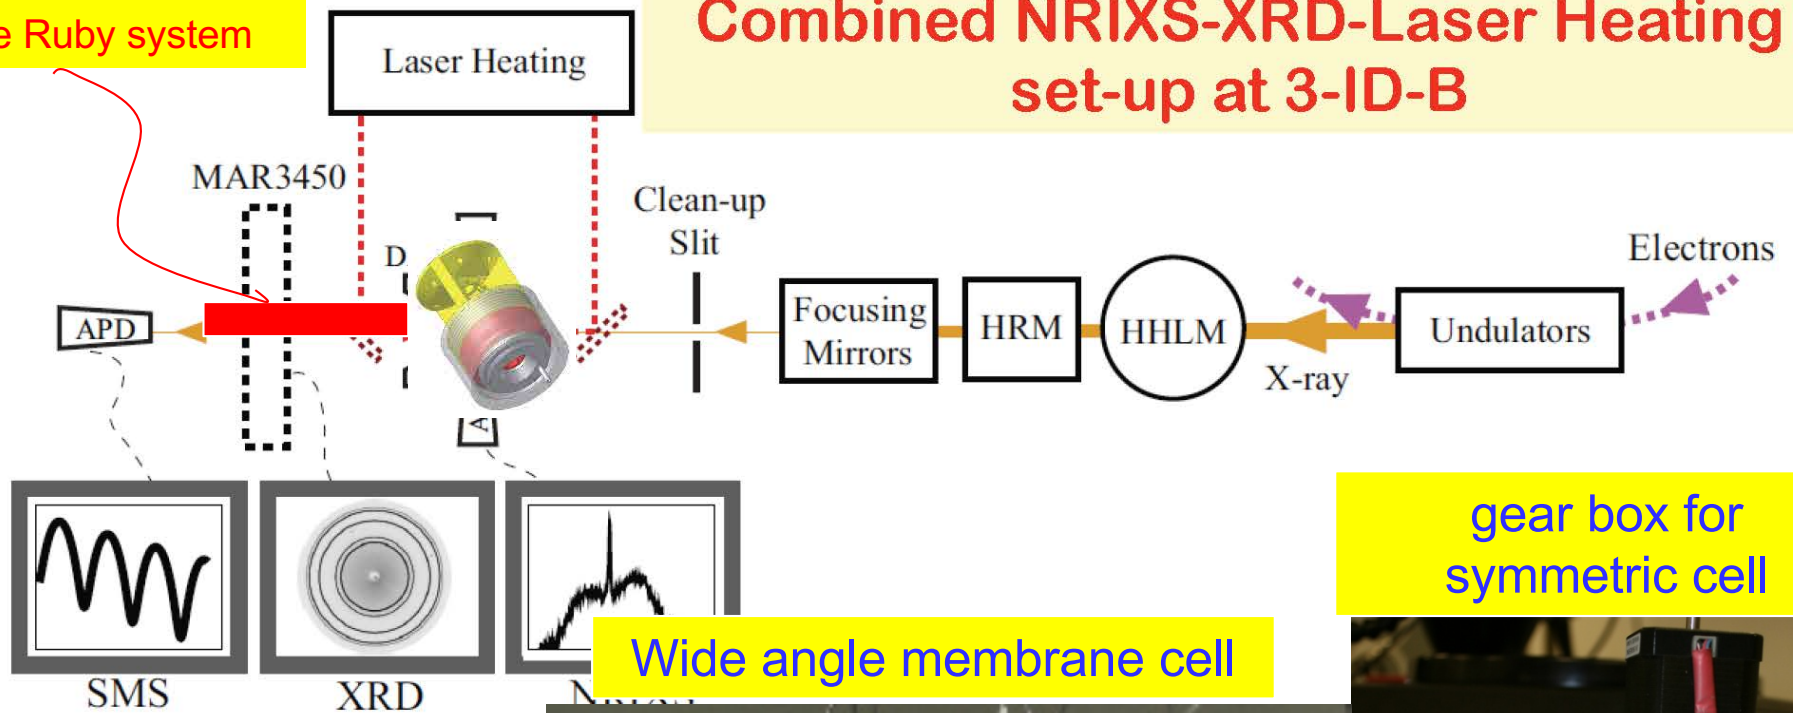 e Ruby system
Combined NRIXS-XRD-Laser Heating
set-up at 3-ID-B
Laser Heating
MAR3450
Clean-up
Slit
D
Electrons
APD
Focusing
Mirrors
HRM
HHLM
Undulators
X-ray
A
gear box for
symmetric cell
Wide angle membrane cell
SMS
XRD